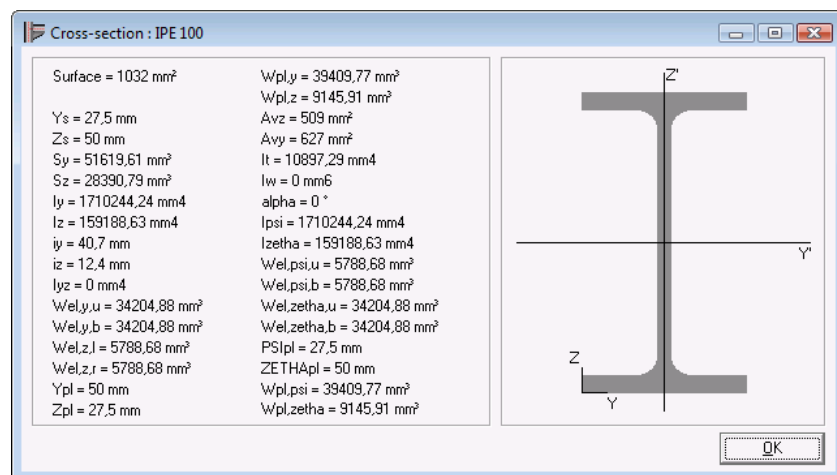 Cross-section : IPE 100
Surface = 1032 mm²
Ys = 27,5 mm
Zs = 50 mm
Sy = 51619,61 mm³
Sz = 28390,79 mm³
Iy = 1710244,24 mm4
Iz = 159188,63 mm4
iy = 40,7 mm
iz = 12,4 mm
Iyz = 0 mm4
Wel,y,u = 34204,88 mm³
Wel,y,b = 34204,88 mm³
Wel,z,l = 5788,68 mm³
Wel,z,r = 5788,68 mm³
Ypl = 50 mm
Zpl = 27,5 mm
Wpl,y = 39409,77 mm³
Wpl,z = 9145,91 mm³
Avz = 509 mm²
Avy = 627 mm²
It = 10897,29 mm4
Iw = 0 mm6
alpha = 0 °
Ipsi = 1710244,24 mm4
Izetha = 159188,63 mm4
Wel,psi,u = 5788,68 mm³
Wel,psi,b = 5788,68 mm³
Wel,zetha,u = 34204,88 mm³
Wel,zetha,b = 34204,88 mm³
PSIpl = 27,5 mm
ZETHApl = 50 mm
Wpl,psi = 39409,77 mm³
Wpl,zetha = 9145,91 mm³
Z'
Y'
Z
Y
OK